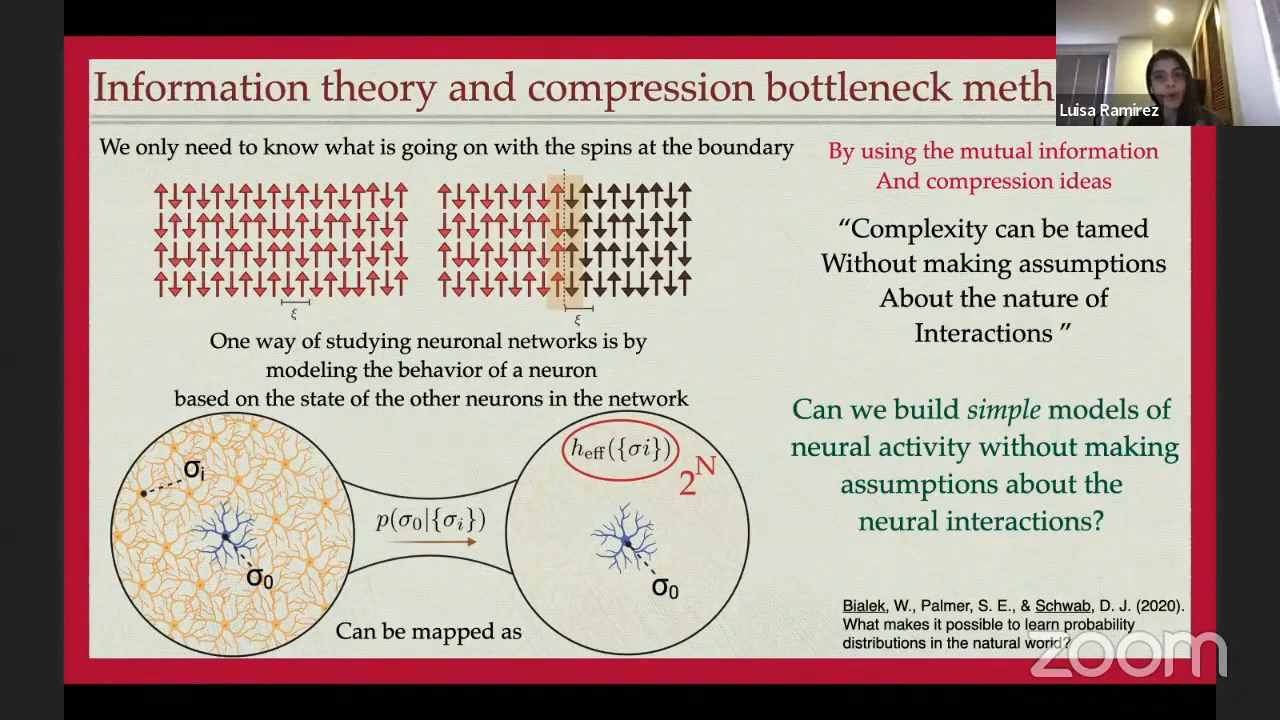 Information theory and compression bottleneck meth
Luisa Ramirez
We only need to know what is going on with the spins at the boundary
ξ
ξ
One way of studying neuronal networks is by
modeling the behavior of a neuron
based on the state of the other neurons in the network
σi
σ0
p(σ0|{σi})
heff({σi})
2^N
σ0
Can be mapped as
By using the mutual information
And compression ideas
“Complexity can be tamed
Without making assumptions
About the nature of
Interactions ”
Can we build simple models of
neural activity without making
assumptions about the
neural interactions?
Bialek, W., Palmer, S. E., & Schwab, D. J. (2020).
What makes it possible to learn probability
distributions in the natural world?
zoom